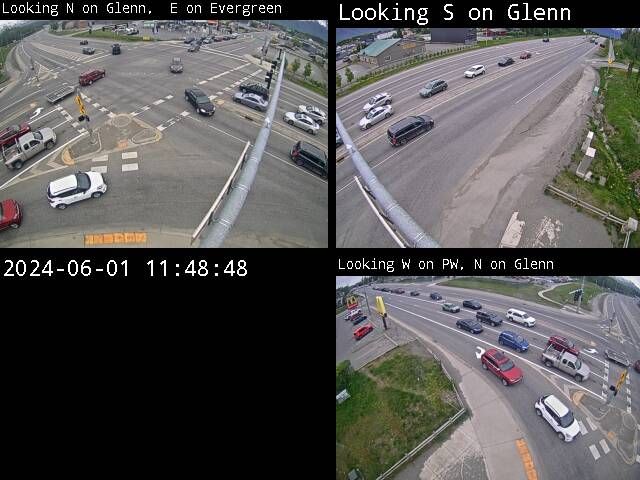 Looking N on Glenn, E on Evergreen
Looking S on Glenn
2024-06-01 11:48:48
Looking W on PW, N on Glenn